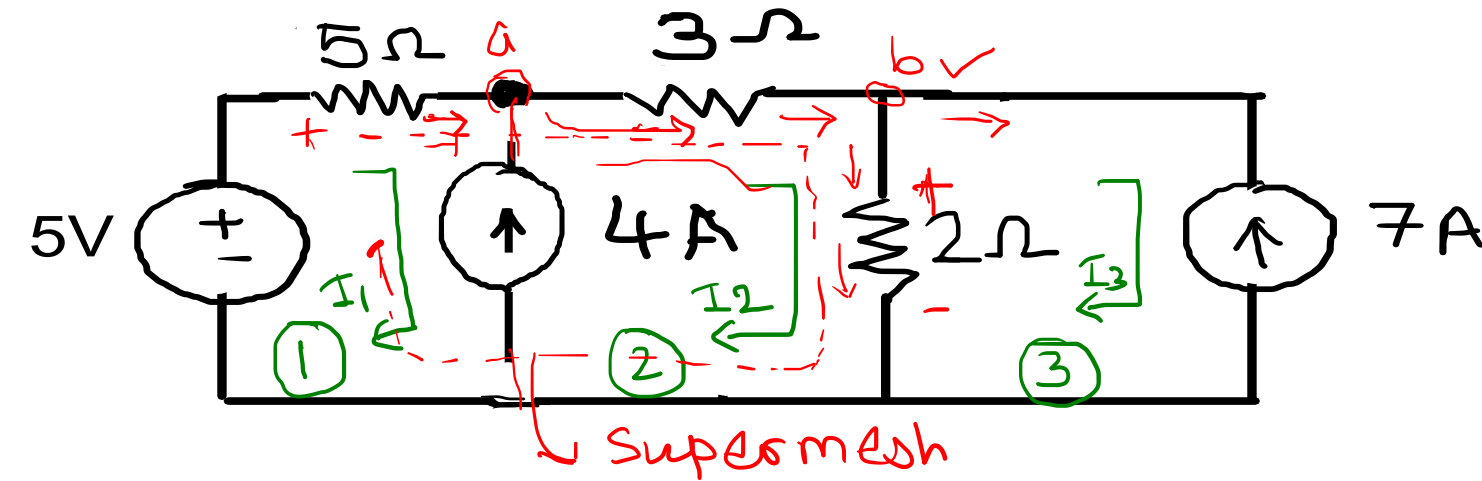 5Ω a 3Ω b ✓
+ - +
5V + - 4A + 2Ω 7A
I1 I2 I3
-
1 2 3
Supermesh